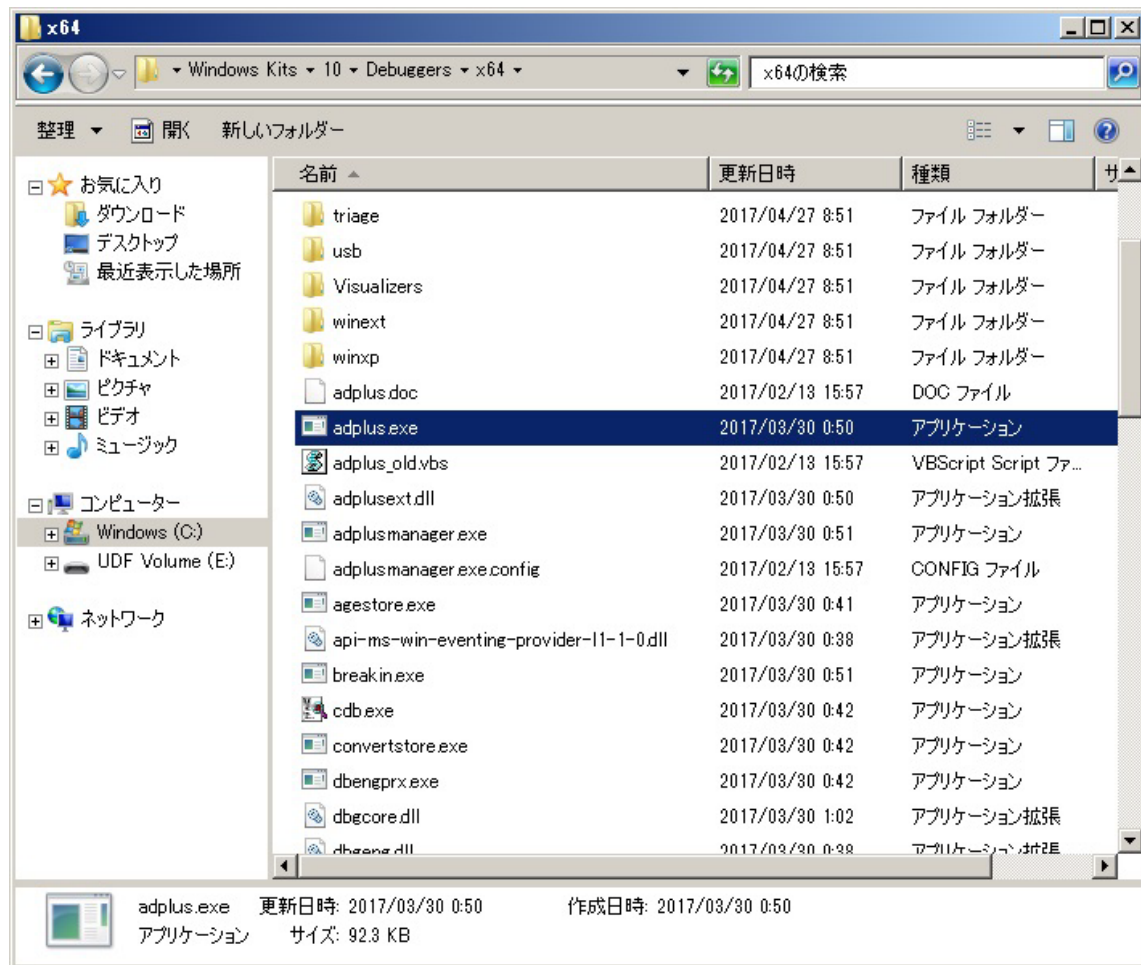 x64
Windows Kits 10 Debuggers x64
x64の検索
整理 開く 新しいフォルダー
お気に入り
ダウンロード
デスクトップ
最近表示した場所
ライブラリ
ドキュメント
ピクチャ
ビデオ
ミュージック
コンピューター
Windows (C:)
UDF Volume (E:)
ネットワーク
名前 更新日時 種類 サ
triage 2017/04/27 8:51 ファイル フォルダー
usb 2017/04/27 8:51 ファイル フォルダー
Visualizers 2017/04/27 8:51 ファイル フォルダー
winext 2017/04/27 8:51 ファイル フォルダー
winxp 2017/04/27 8:51 ファイル フォルダー
adplus.doc 2017/02/13 15:57 DOC ファイル
adplus.exe 2017/03/30 0:50 アプリケーション
adplus_old.vbs 2017/02/13 15:57 VBScript Script ファ...
adplusext.dll 2017/03/30 0:50 アプリケーション拡張
adplusmanager.exe 2017/03/30 0:51 アプリケーション
adplusmanager.exe.config 2017/02/13 15:57 CONFIG ファイル
agestore.exe 2017/03/30 0:41 アプリケーション
api-ms-win-eventing-provider-l1-1-0.dll 2017/03/30 0:38 アプリケーション拡張
breakin.exe 2017/03/30 0:51 アプリケーション
cdb.exe 2017/03/30 0:42 アプリケーション
convertstore.exe 2017/03/30 0:42 アプリケーション
dbengprx.exe 2017/03/30 0:42 アプリケーション
dbgcore.dll 2017/03/30 1:02 アプリケーション拡張
dbgeng.dll 2017/03/30 0:38 アプリケーション拡張
adplus.exe 更新日時: 2017/03/30 0:50 作成日時: 2017/03/30 0:50
アプリケーション サイズ: 92.3 KB